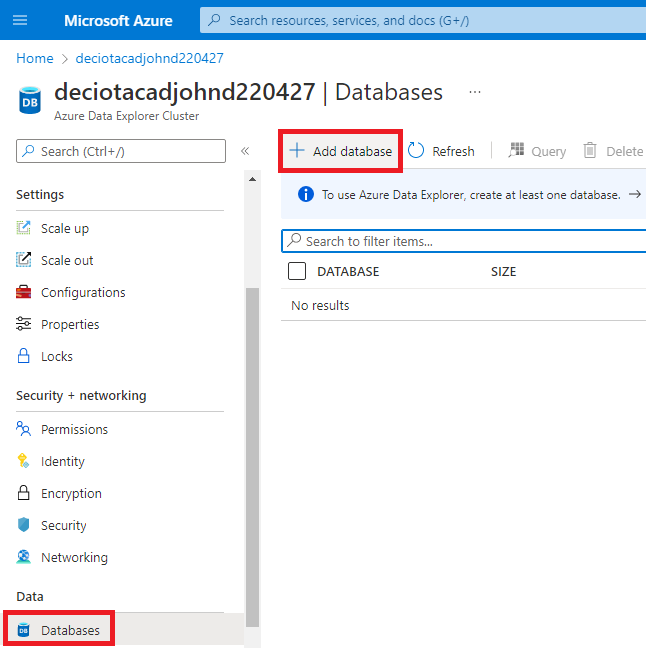 Microsoft Azure
Search resources, services, and docs (G+/)
Home > deciotacadjohnd220427
DB
deciotacadjohnd220427 | Databases ...
Azure Data Explorer Cluster
Search (Ctrl+/)
«
+ Add database
Refresh
Query
Delete
To use Azure Data Explorer, create at least one database. →
Search to filter items...
DATABASE SIZE
No results
Settings
Scale up
Scale out
Configurations
Properties
Locks
Security + networking
Permissions
Identity
Encryption
Security
Networking
Data
DB Databases